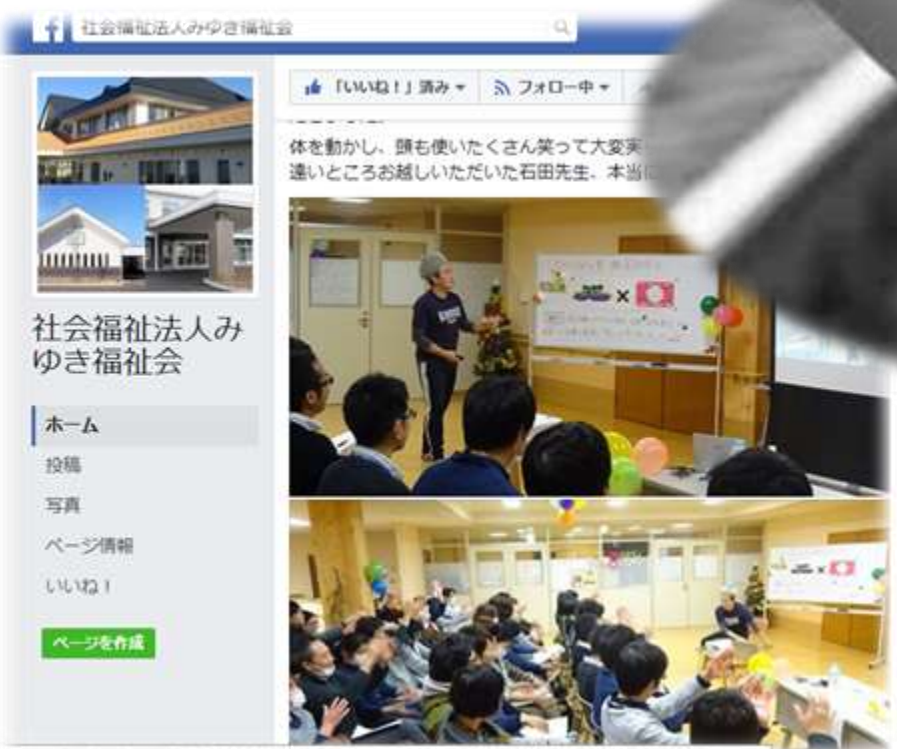 社会福祉法人みゆき福祉会
「いいね!」済み
フォロー中
体を動かし、頭も使いたくさん笑って大変実
遠いところお越しいただいた石田先生、本当に
社会福祉法人み
ゆき福祉会
ホーム
投稿
写真
ページ情報
いいね!
ページを作成
×
×